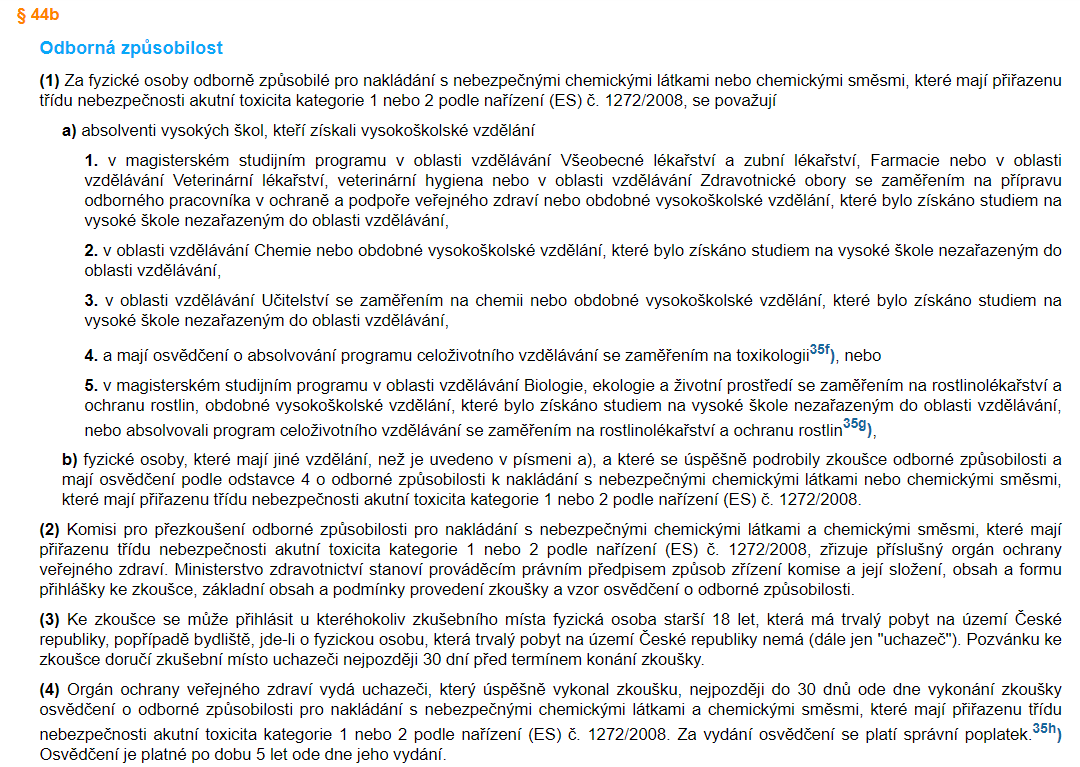 § 44b
Odborná způsobilost
(1) Za fyzické osoby odborně způsobilé pro nakládání s nebezpečnými chemickými látkami nebo chemickými směsmi, které mají přiřazenu
třídu nebezpečnosti akutní toxicita kategorie 1 nebo 2 podle nařízení (ES) č. 1272/2008, se považují
a) absolventi vysokých škol, kteří získali vysokoškolské vzdělání
1. v magisterském studijním programu v oblasti vzdělávání Všeobecné lékařství a zubní lékařství, Farmacie nebo v oblasti
vzdělávání Veterinární lékařství, veterinární hygiena nebo v oblasti vzdělávání Zdravotnické obory se zaměřením na přípravu
odborného pracovníka v ochraně a podpoře veřejného zdraví nebo obdobné vysokoškolské vzdělání, které bylo získáno studiem na
vysoké škole nezařazeným do oblasti vzdělávání,
2. v oblasti vzdělávání Chemie nebo obdobné vysokoškolské vzdělání, které bylo získáno studiem na vysoké škole nezařazeným do
oblasti vzdělávání,
3. v oblasti vzdělávání Učitelství se zaměřením na chemii nebo obdobné vysokoškolské vzdělání, které bylo získáno studiem na
vysoké škole nezařazeným do oblasti vzdělávání,
4. a mají osvědčení o absolvování programu celoživotního vzdělávání se zaměřením na toxikologii35f), nebo
5. v magisterském studijním programu v oblasti vzdělávání Biologie, ekologie a životní prostředí se zaměřením na rostlinolékařství a
ochranu rostlin, obdobné vysokoškolské vzdělání, které bylo získáno studiem na vysoké škole nezařazeným do oblasti vzdělávání,
nebo absolvovali program celoživotního vzdělávání se zaměřením na rostlinolékařství a ochranu rostlin35g),
b) fyzické osoby, které mají jiné vzdělání, než je uvedeno v písmeni a), a které se úspěšně podrobily zkoušce odborné způsobilosti a
mají osvědčení podle odstavce 4 o odborné způsobilosti k nakládání s nebezpečnými chemickými látkami nebo chemickými směsmi,
které mají přiřazenu třídu nebezpečnosti akutní toxicita kategorie 1 nebo 2 podle nařízení (ES) č. 1272/2008.
(2) Komisi pro přezkoušení odborné způsobilosti pro nakládání s nebezpečnými chemickými látkami a chemickými směsmi, které mají
přiřazenu třídu nebezpečnosti akutní toxicita kategorie 1 nebo 2 podle nařízení (ES) č. 1272/2008, zřizuje příslušný orgán ochrany
veřejného zdraví. Ministerstvo zdravotnictví stanoví prováděcím právním předpisem způsob zřízení komise a její složení, obsah a formu
přihlášky ke zkoušce, základní obsah a podmínky provedení zkoušky a vzor osvědčení o odborné způsobilosti.
(3) Ke zkoušce se může přihlásit u kteréhokoliv zkušebního místa fyzická osoba starší 18 let, která má trvalý pobyt na území České
republiky, popřípadě bydliště, jde-li o fyzickou osobu, která trvalý pobyt na území České republiky nemá (dále jen "uchazeč"). Pozvánku ke
zkoušce doručí zkušební místo uchazeči nejpozději 30 dní před termínem konání zkoušky.
(4) Orgán ochrany veřejného zdraví vydá uchazeči, který úspěšně vykonal zkoušku, nejpozději do 30 dnů ode dne vykonání zkoušky
osvědčení o odborné způsobilosti pro nakládání s nebezpečnými chemickými látkami a chemickými směsmi, které mají přiřazenu třídu
nebezpečnosti akutní toxicita kategorie 1 nebo 2 podle nařízení (ES) č. 1272/2008. Za vydání osvědčení se platí správní poplatek.35h)
Osvědčení je platné po dobu 5 let ode dne jeho vydání.